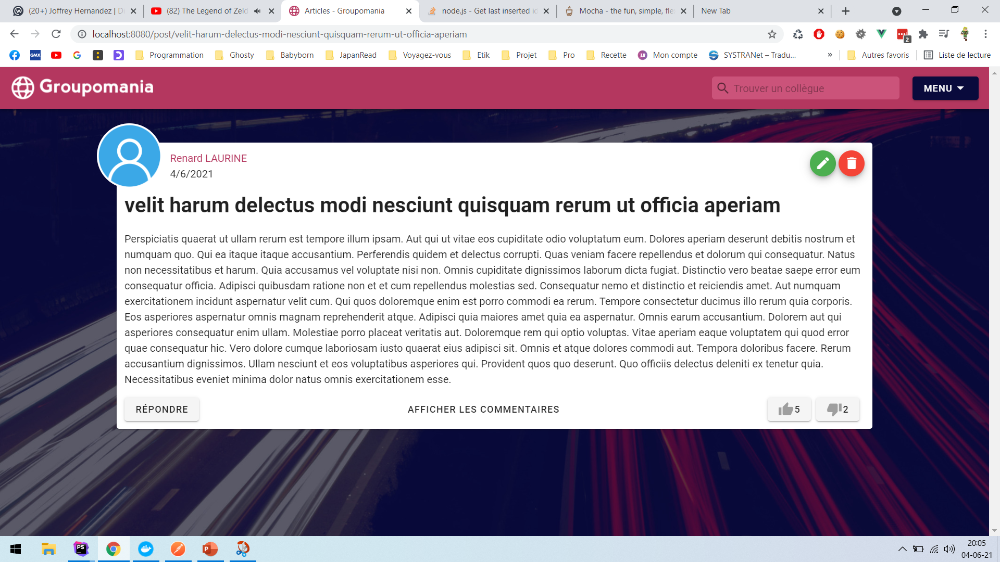 (20+) Joffrey Hernandez | Di
(82) The Legend of Zeld
Articles - Groupomania
node.js - Get last inserted id
Mocha - the fun, simple, fle
New Tab
localhost:8080/post/velit-harum-delectus-modi-nesciunt-quisquam-rerum-ut-officia-aperiam
2
GMX
Programmation
Ghosty
Babyborn
JapanRead
Voyagez-vous
Etik
Projet
Pro
Recette
LB
Mon compte
SYSTRANet – Tradu...
»
Autres favoris
Liste de lecture
Groupomania
Trouver un collègue
MENU
Renard LAURINE
4/6/2021
velit harum delectus modi nesciunt quisquam rerum ut officia aperiam
Perspiciatis quaerat ut ullam rerum est tempore illum ipsam. Aut qui ut vitae eos cupiditate odio voluptatum eum. Dolores aperiam deserunt debitis nostrum et
numquam quo. Qui ea itaque itaque accusantium. Perferendis quidem et delectus corrupti. Quas veniam facere repellendus et dolorum qui consequatur. Natus
non necessitatibus et harum. Quia accusamus vel voluptate nisi non. Omnis cupiditate dignissimos laborum dicta fugiat. Distinctio vero beatae saepe error eum
consequatur officia. Adipisci quibusdam ratione non et et cum repellendus molestias sed. Consequatur nemo et distinctio et reiciendis amet. Aut numquam
exercitationem incidunt aspernatur velit cum. Qui quos doloremque enim est porro commodi ea rerum. Tempore consectetur ducimus illo rerum quia corporis.
Eos asperiores aspernatur omnis magnam reprehenderit atque. Adipisci quia maiores amet quia ea aspernatur. Omnis earum accusantium. Dolorem aut qui
asperiores consequatur enim ullam. Molestiae porro placeat veritatis aut. Doloremque rem qui optio voluptas. Vitae aperiam eaque voluptatem qui quod error
quae consequatur hic. Vero dolore cumque laboriosam iusto quaerat eius adipisci sit. Omnis et atque dolores commodi aut. Tempora doloribus facere. Rerum
accusantium dignissimos. Ullam nesciunt et eos voluptatibus asperiores qui. Provident quos quo deserunt. Quo officiis delectus deleniti ex tenetur quia.
Necessitatibus eveniet minima dolor natus omnis exercitationem esse.
RÉPONDRE
AFFICHER LES COMMENTAIRES
5
2
PS
P
20:05
04-06-21